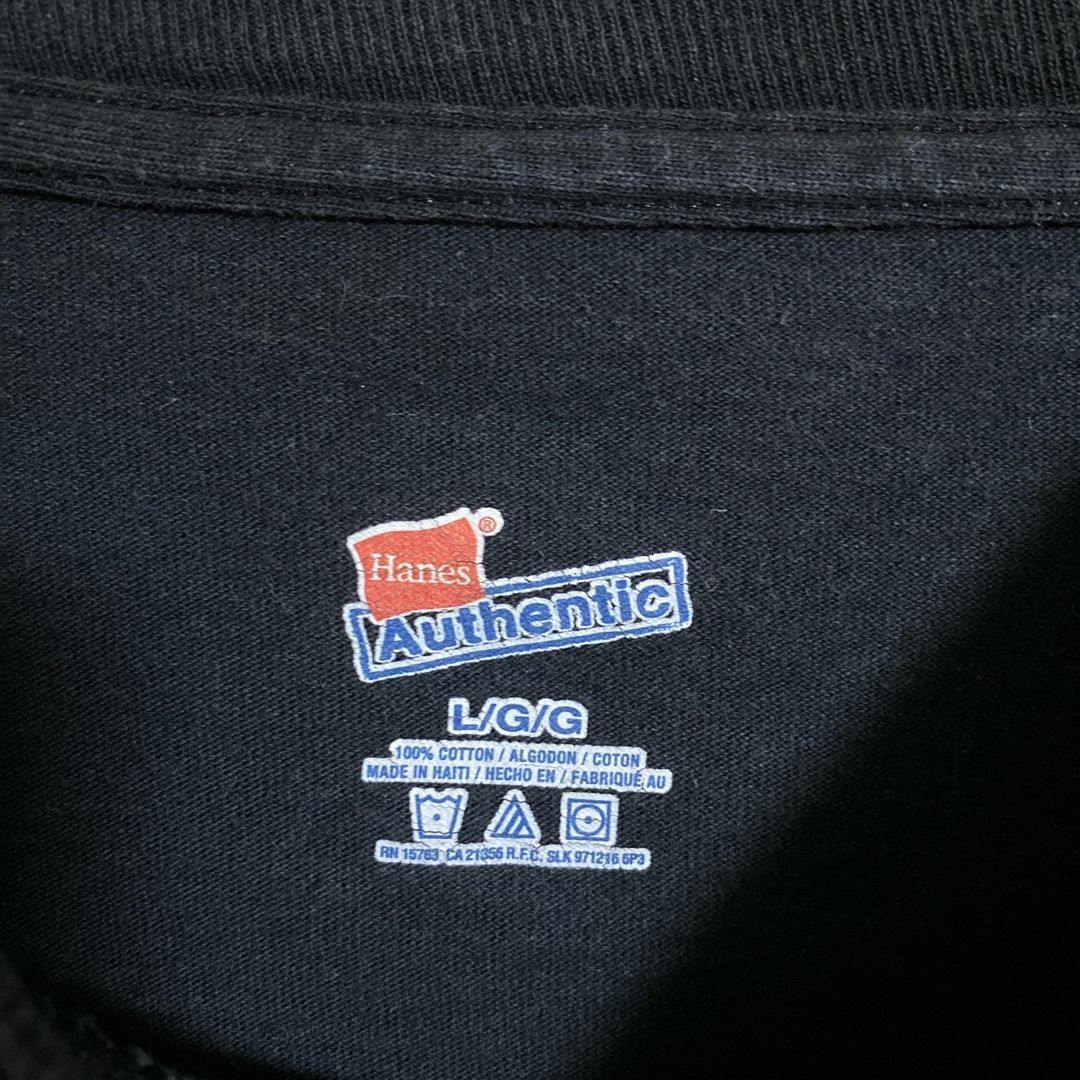 Hanes®
Authentic
L/G/G
100% COTTON / ALGODON / COTON
MADE IN HAITI / HECHO EN / FABRIQUÉ AU
RN 15763 CA 21356 R.F.C. SLK 971216 6P3